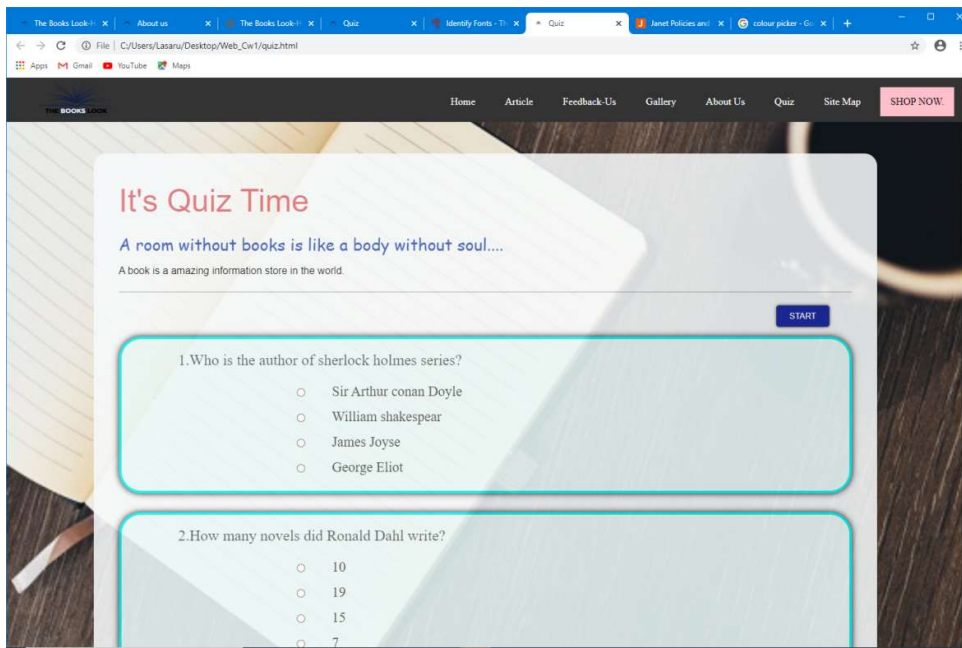 The Books Look-H
About us
The Books Look-H
Quiz
Identify Fonts - Th
Quiz
Janet Policies and
colour picker - Go
File | C:/Users/Lasaru/Desktop/Web_Cw1/quiz.html
Apps Gmail YouTube Maps
THE BOOKS LOOK
Home Article Feedback-Us Gallery About Us Quiz Site Map SHOP NOW.
It's Quiz Time
A room without books is like a body without soul....
A book is a amazing information store in the world.
START
1.Who is the author of sherlock holmes series?
Sir Arthur conan Doyle
William shakespear
James Joyse
George Eliot
2.How many novels did Ronald Dahl write?
10
19
15
7